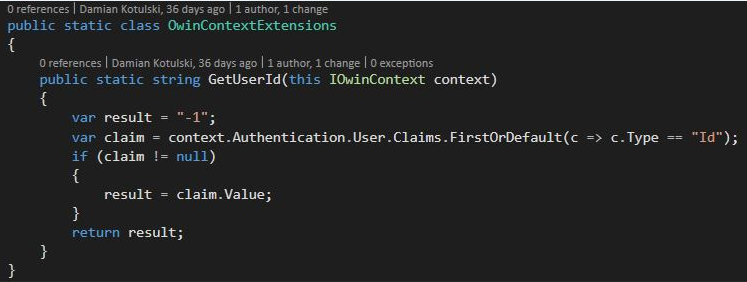 0 references | Damian Kotulski, 36 days ago | 1 author, 1 change
public static class OwinContextExtensions
{
0 references | Damian Kotulski, 36 days ago | 1 author, 1 change | 0 exceptions
public static string GetUserId(this IOwinContext context)
{
var result = "-1";
var claim = context.Authentication.User.Claims.FirstOrDefault(c => c.Type == "Id");
if (claim != null)
{
result = claim.Value;
}
return result;
}
}